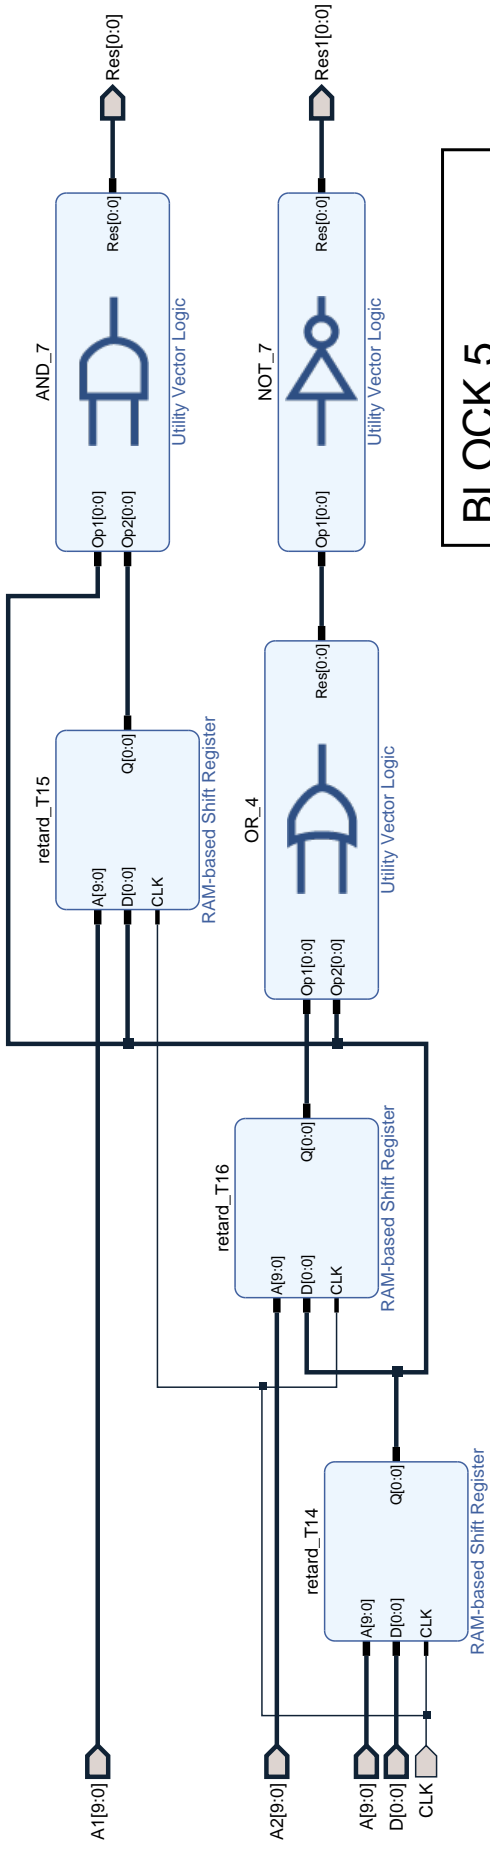 A1[9:0]
A2[9:0]
A[9:0]
D[0:0]
CLK
retard_T14
A[9:0]
D[0:0]
CLK
Q[0:0]
RAM-based Shift Register
retard_T16
A[9:0]
D[0:0]
CLK
Q[0:0]
RAM-based Shift Register
retard_T15
A[9:0]
D[0:0]
CLK
Q[0:0]
RAM-based Shift Register
OR_4
Op1[0:0]
Op2[0:0]
Res[0:0]
Utility Vector Logic
AND_7
Op1[0:0]
Op2[0:0]
Res[0:0]
Utility Vector Logic
NOT_7
Op1[0:0]
Res[0:0]
Utility Vector Logic
Res[0:0]
Res1[0:0]
BLOCK 5